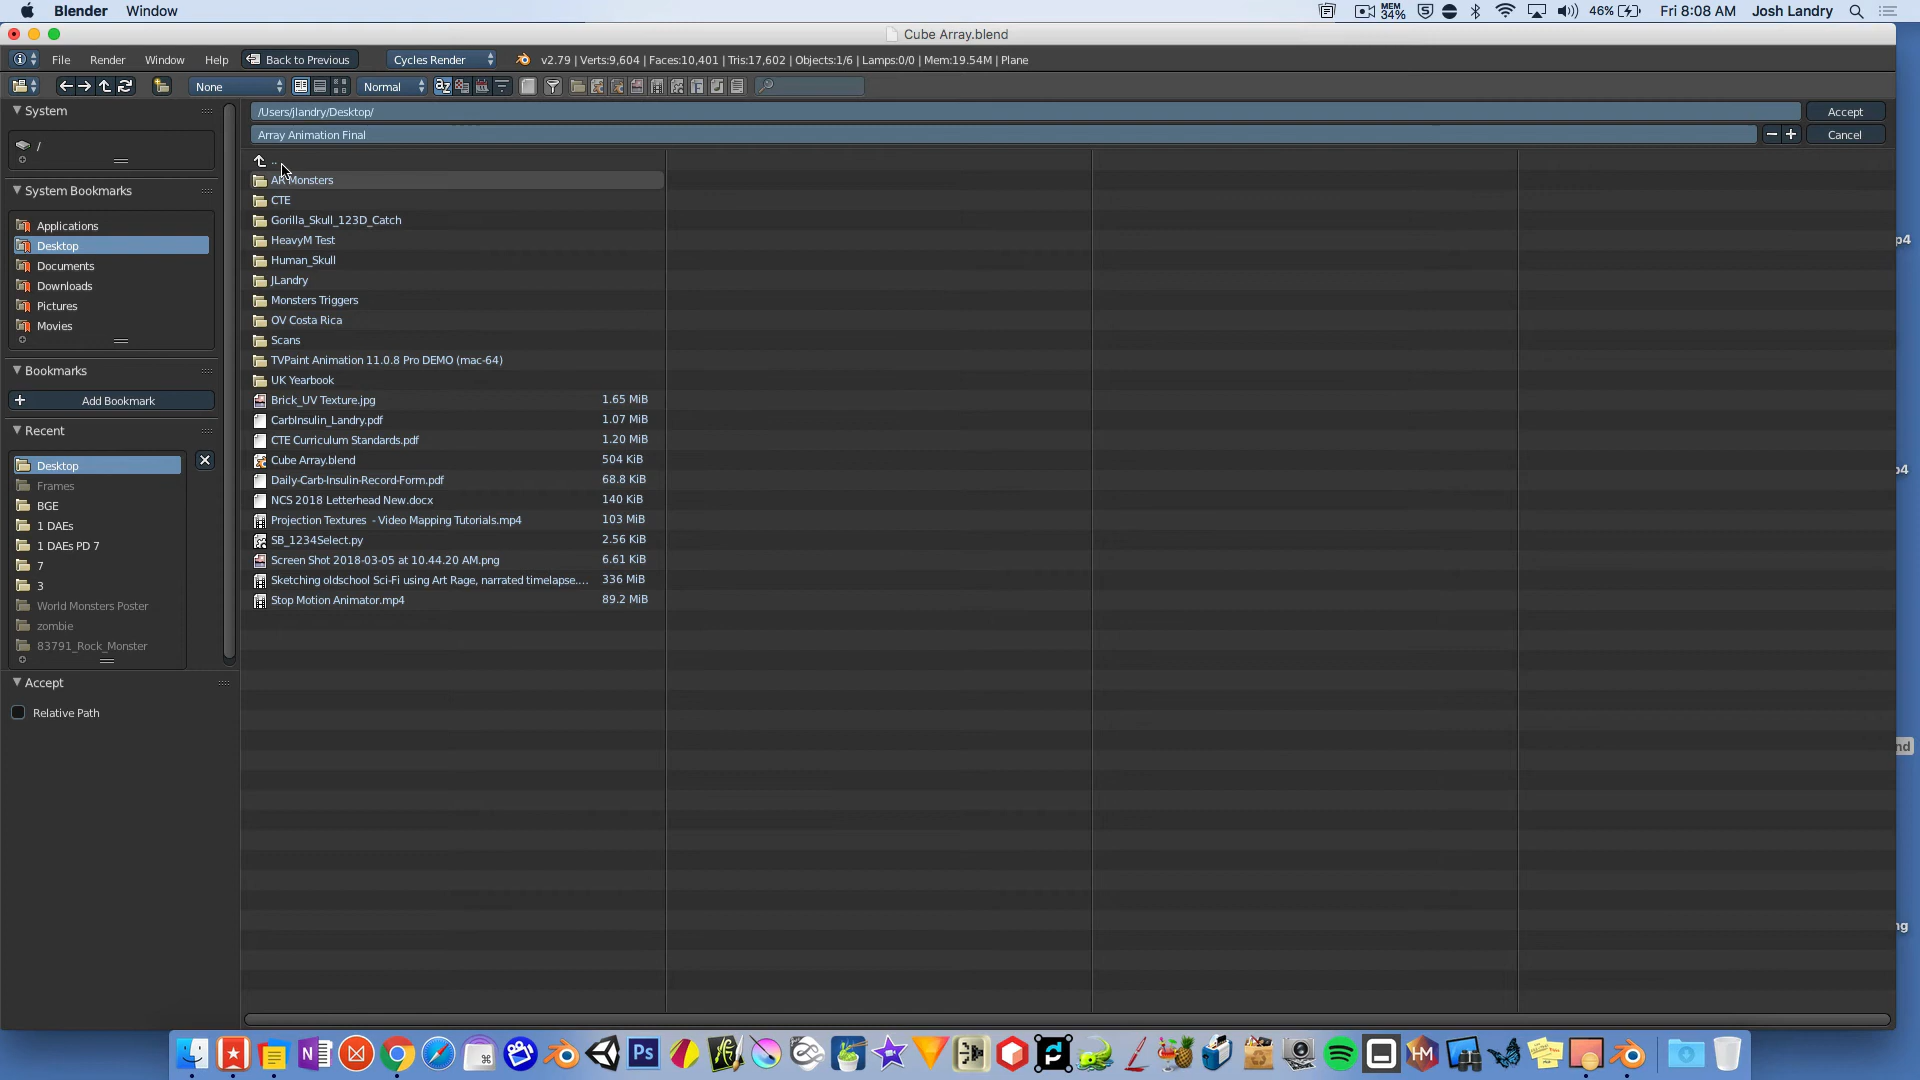 Blender Window MEM 34% 46% Fri 8:08 AM Josh Landry
Cube Array.blend
File Render Window Help Back to Previous Cycles Render v2.79 | Verts:9,604 | Faces:10,401 | Tris:17,602 | Objects:1/6 | Lamps:0/0 | Mem:19.54M | Plane
None Normal
System
/Users/jlandry/Desktop/ Accept
Array Animation Final Cancel
/
..
System Bookmarks
Applications
Desktop
Documents
Downloads
Pictures
Movies
Bookmarks
Add Bookmark
Recent
Desktop
Frames
BGE
1 DAEs
1 DAEs PD 7
7
3
World Monsters Poster
zombie
83791_Rock_Monster
Accept
Relative Path
AR Monsters
CTE
Gorilla_Skull_123D_Catch
HeavyM Test
Human_Skull
JLandry
Monsters Triggers
OV Costa Rica
Scans
TVPaint Animation 11.0.8 Pro DEMO (mac-64)
UK Yearbook
Brick_UV Texture.jpg 1.65 MiB
CarbInsulin_Landry.pdf 1.07 MiB
CTE Curriculum Standards.pdf 1.20 MiB
Cube Array.blend 504 KiB
Daily-Carb-Insulin-Record-Form.pdf 68.8 KiB
NCS 2018 Letterhead New.docx 140 KiB
Projection Textures - Video Mapping Tutorials.mp4 103 MiB
SB_1234Select.py 2.56 KiB
Screen Shot 2018-03-05 at 10.44.20 AM.png 6.61 KiB
Sketching oldschool Sci-Fi using Art Rage, narrated timelapse.... 336 MiB
Stop Motion Animator.mp4 89.2 MiB
p4
p4
nd
ng
Ps
HM